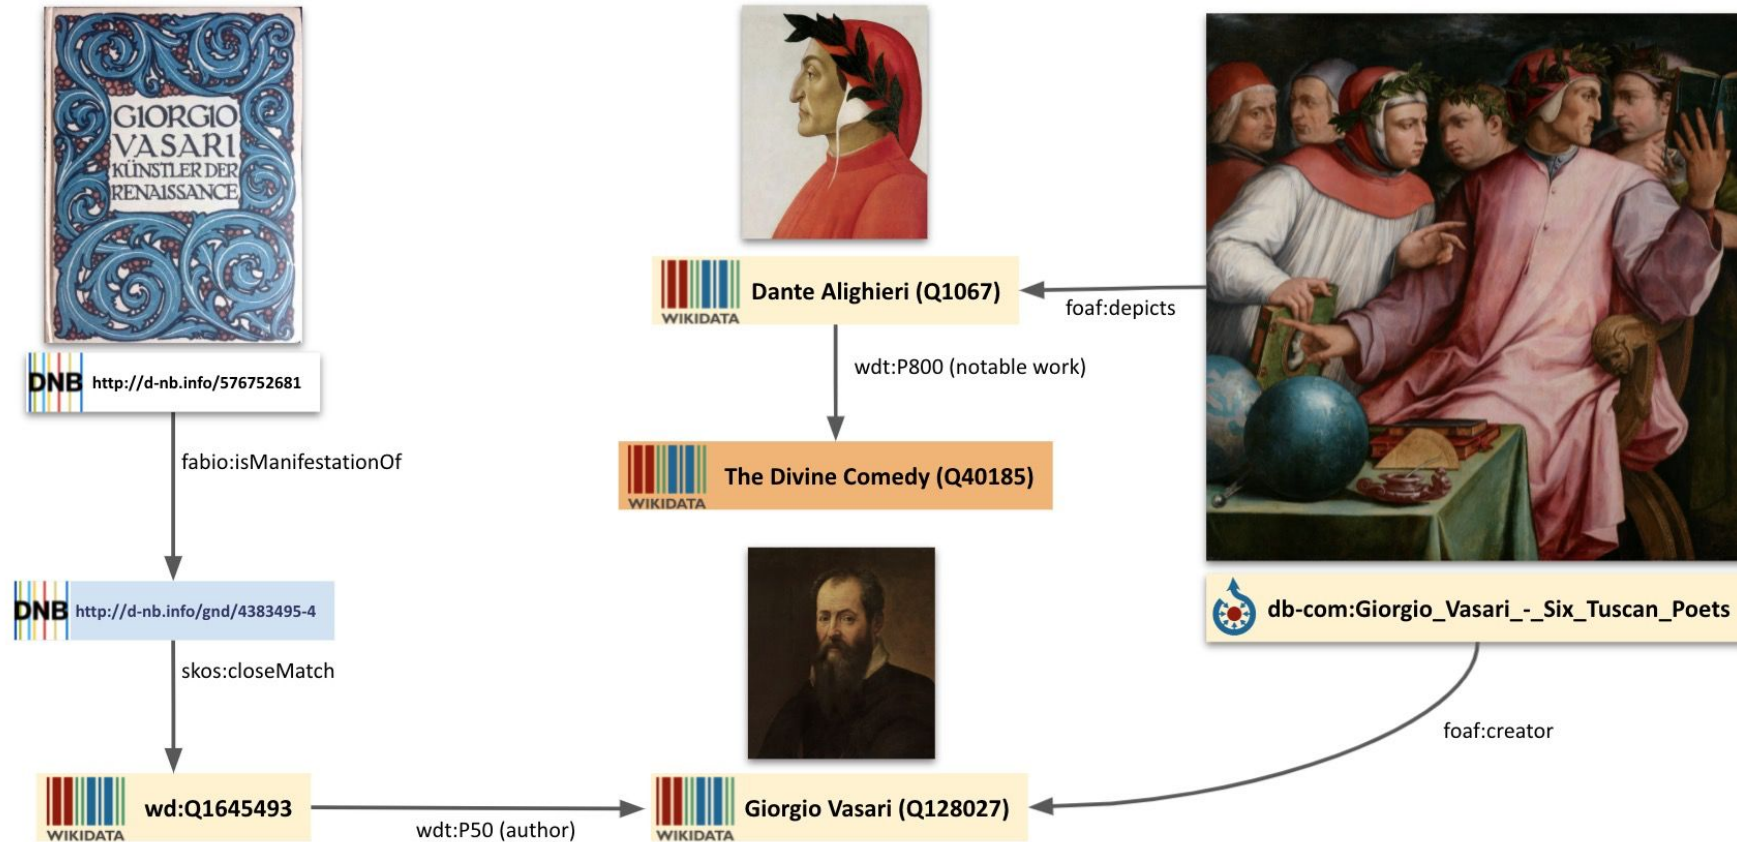 GIORGIO
VASARI
KÜNSTLER DER
RENAISSANCE
DNB http://d-nb.info/576752681
fabio:isManifestationOf
DNB http://d-nb.info/gnd/4383495-4
skos:closeMatch
WIKIDATA wd:Q1645493
wdt:P50 (author)
WIKIDATA Dante Alighieri (Q1067)
foaf:depicts
wdt:P800 (notable work)
WIKIDATA The Divine Comedy (Q40185)
WIKIDATA Giorgio Vasari (Q128027)
db-com:Giorgio_Vasari_-_Six_Tuscan_Poets
foaf:creator